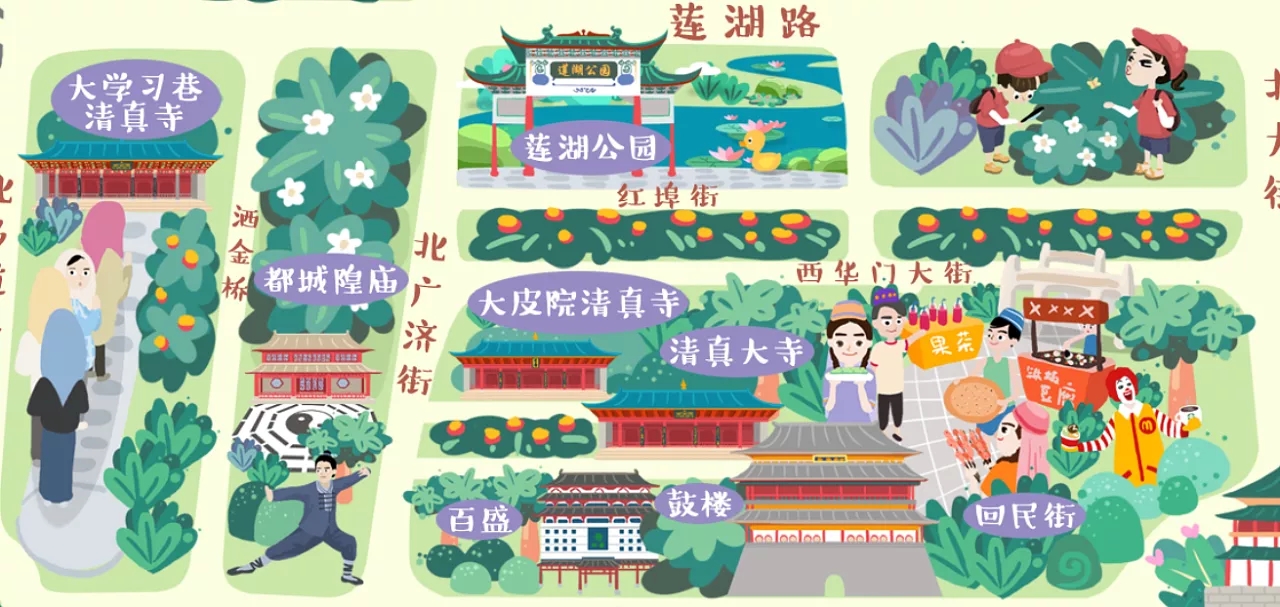 莲湖路
大学习巷
清真寺
莲湖公园
莲湖公园
红埠街
洒金桥
都城隍庙
北广济街
西华门大街
大皮院清真寺
清真大寺
果茶
百盛
鼓楼
回民街